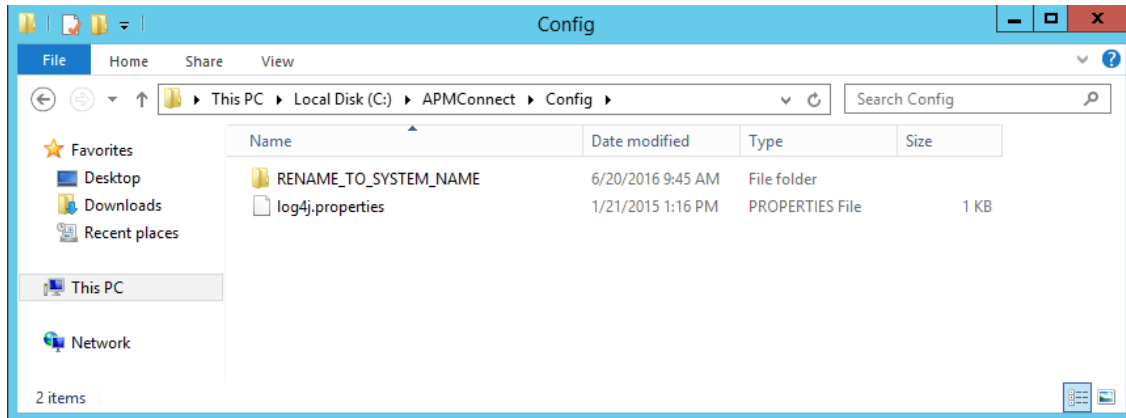 Config
File Home Share View
This PC Local Disk (C:) APMConnect Config Search Config
Name Date modified Type Size
Favorites
Desktop
Downloads
Recent places
This PC
Network
RENAME_TO_SYSTEM_NAME 6/20/2016 9:45 AM File folder
log4j.properties 1/21/2015 1:16 PM PROPERTIES File 1 KB
2 items